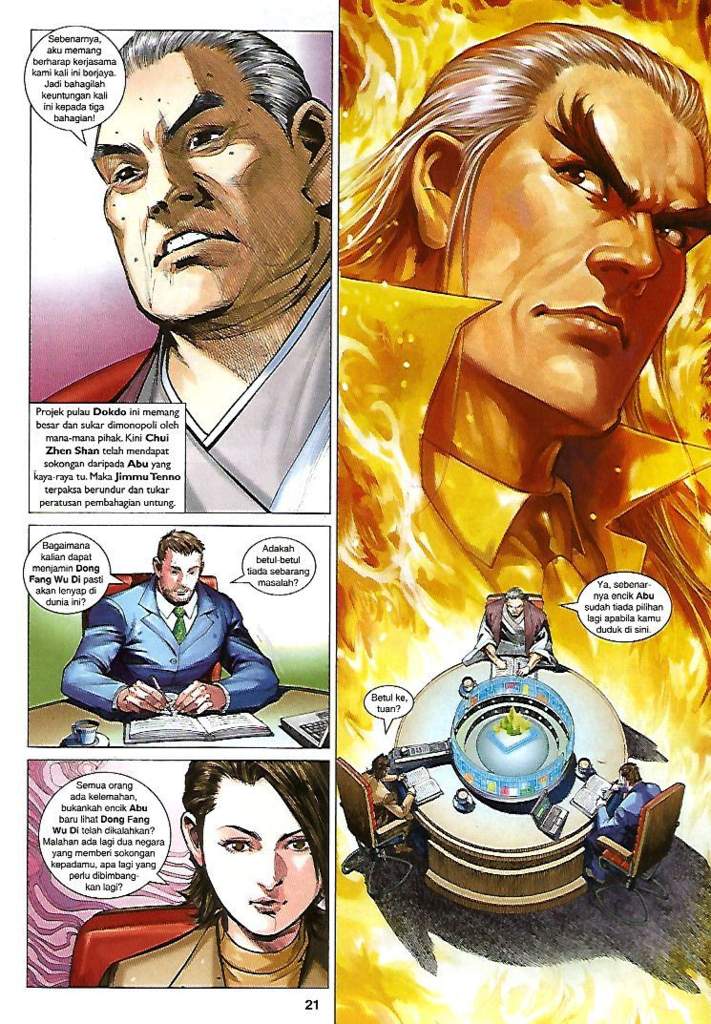 Sebenarnya,
aku memang
berharap kerjasama
kami kali ini berjaya.
Jadi bahagilah
keuntungan kali
ini kepada tiga
bahagian!
Projek pulau Dokdo ini memang
besar dan sukar dimonopoli oleh
mana-mana pihak. Kini Chui
Zhen Shan telah mendapat
sokongan daripada Abu yang
kaya-raya tu. Maka Jimmu Tenno
terpaksa berundur dan tukar
peratusan pembahagian untung.
Bagaimana
kalian dapat
menjamin Dong
Fang Wu Di pasti
akan lenyap di
dunia ini?
Adakah
betul-betul
tiada sebarang
masalah?
Semua orang
ada kelemahan,
bukankah encik Abu
baru lihat Dong Fang
Wu Di telah dikalahkan?
Malahan ada lagi dua negara
yang memberi sokongan
kepadamu, apa lagi
perlu dibimbang-
kan lagi?
Ya, sebenar-
nya encik Abu
sudah tiada pilihan
lagi apabila kamu
duduk di sini.
Betul ke,
tuan?
21